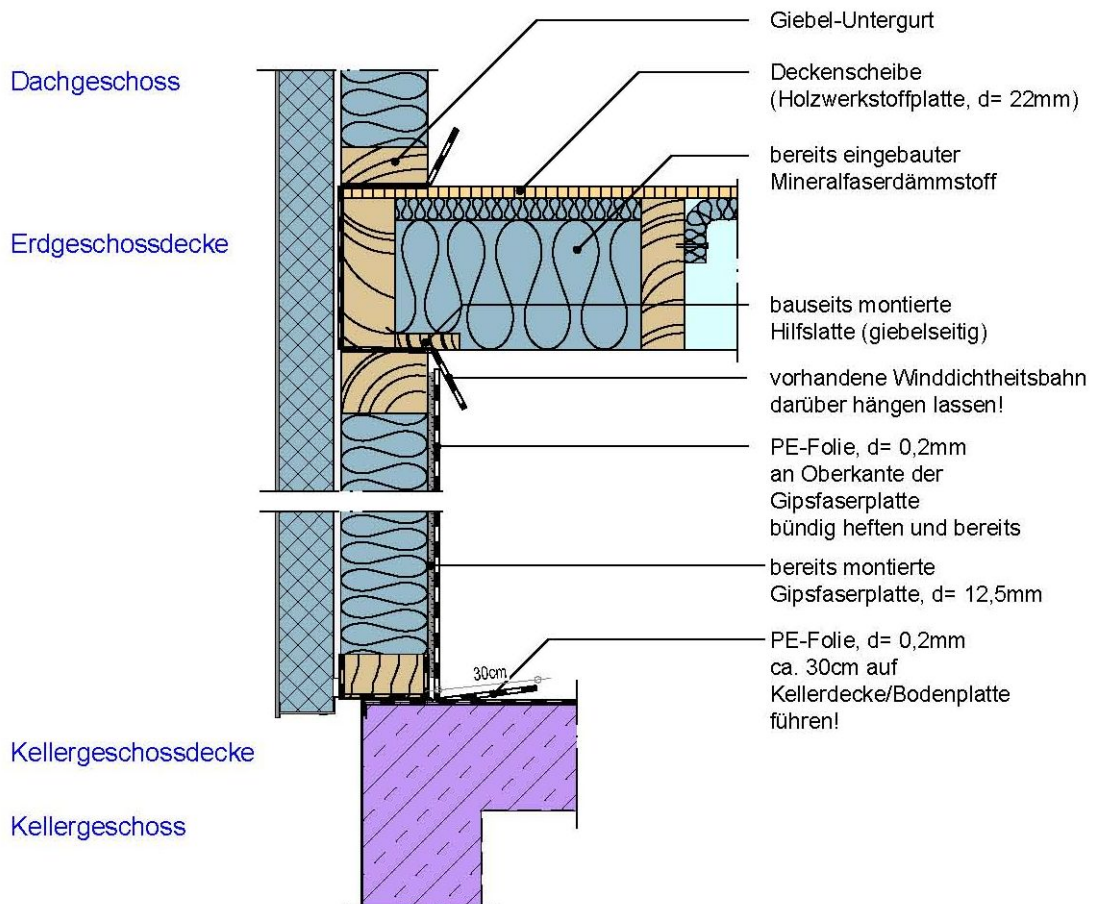 Giebel-Untergurt
Dachgeschoss
Deckenscheibe
(Holzwerkstoffplatte, d= 22mm)
bereits eingebauter
Mineralfaserdämmstoff
Erdgeschossdecke
bauseits montierte
Hilfslatte (giebelseitig)
vorhandene Winddichtheitsbahn
darüber hängen lassen!
PE-Folie, d= 0,2mm
an Oberkante der
Gipsfaserplatte
bündig heften und bereits
bereits montierte
Gipsfaserplatte, d= 12,5mm
PE-Folie, d= 0,2mm
ca. 30cm auf
Kellerdecke/Bodenplatte
führen!
30cm
Kellergeschossdecke
Kellergeschoss